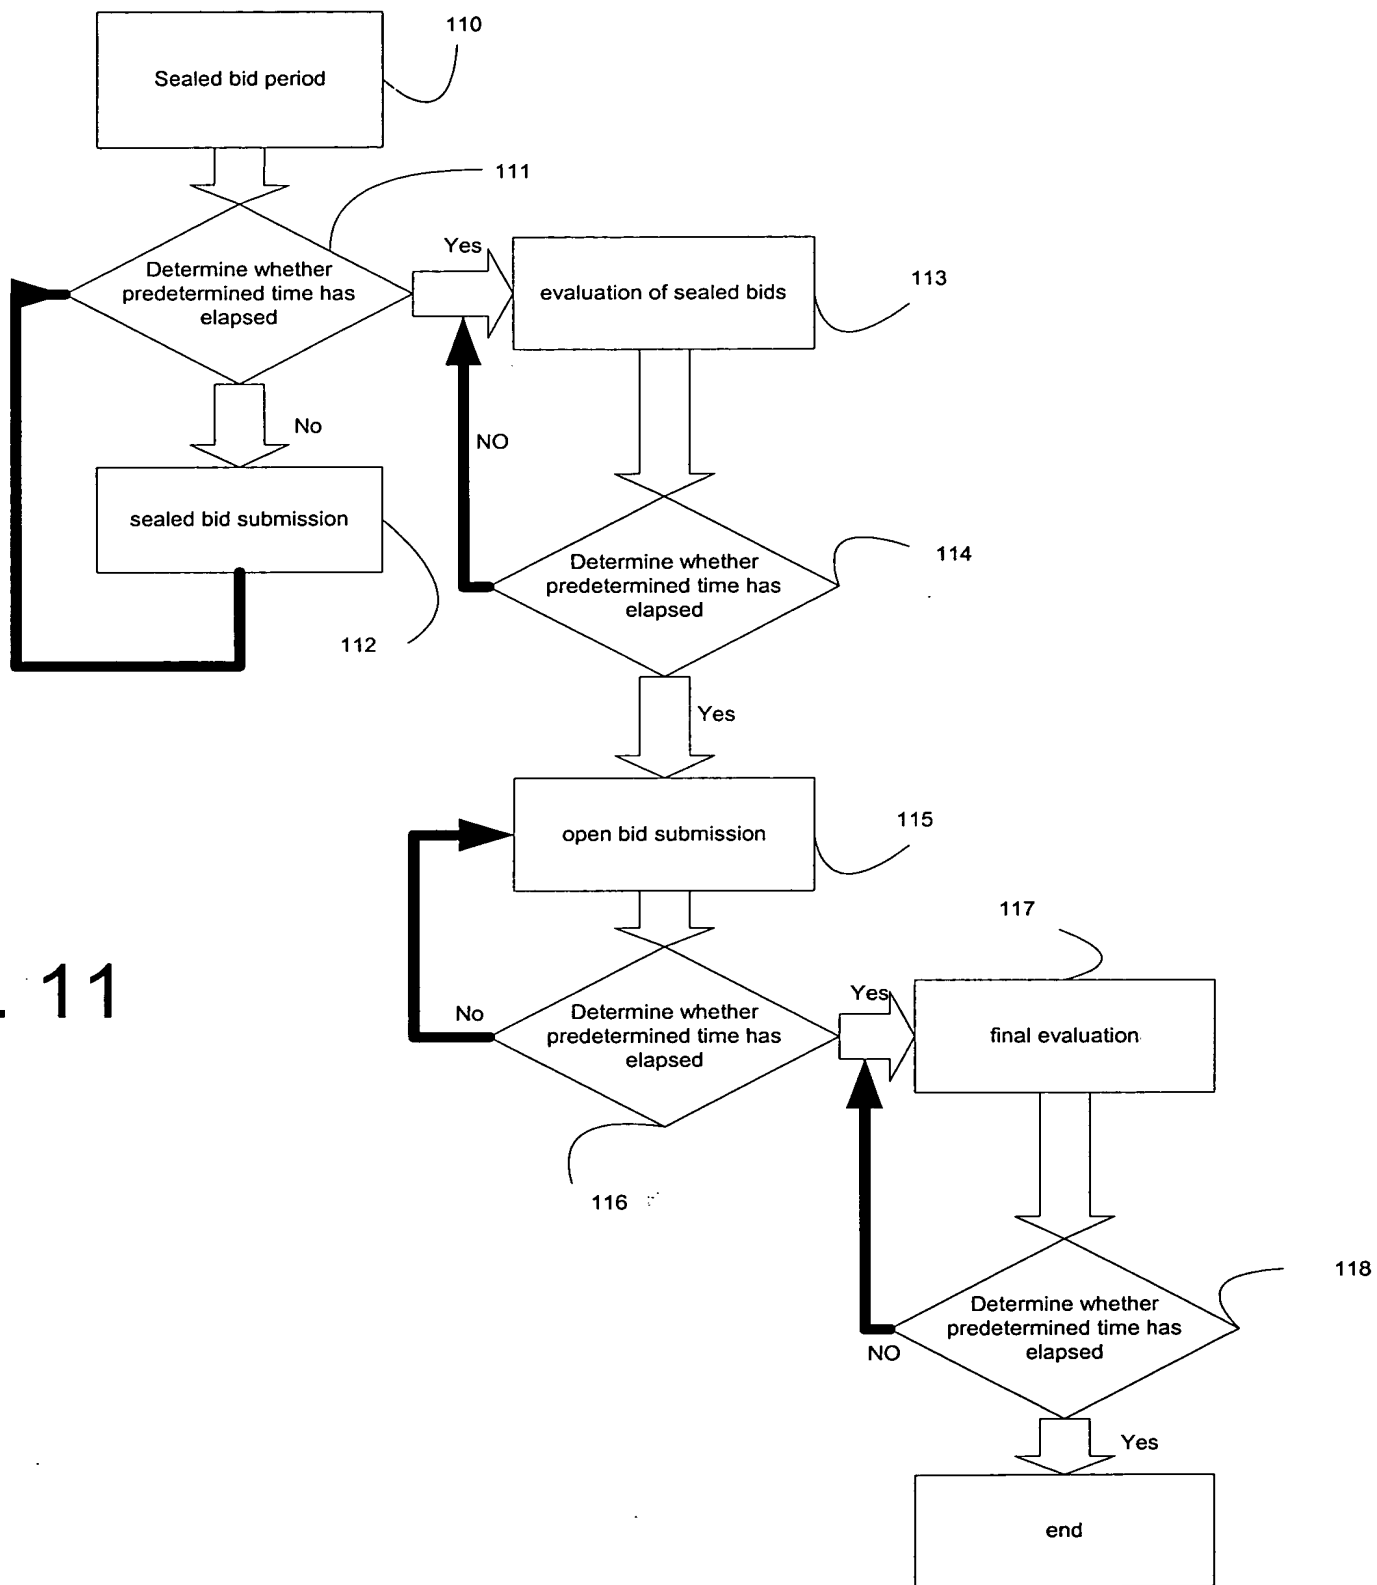 110
Sealed bid period
111
Determine whether
predetermined time has
elapsed
Yes
evaluation of sealed bids
113
No
NO
sealed bid submission
112
Determine whether
predetermined time has
elapsed
114
Yes
open bid submission
115
117
. 11
No
Determine whether
predetermined time has
elapsed
Yes
final evaluation
116
118
Determine whether
predetermined time has
elapsed
NO
Yes
end